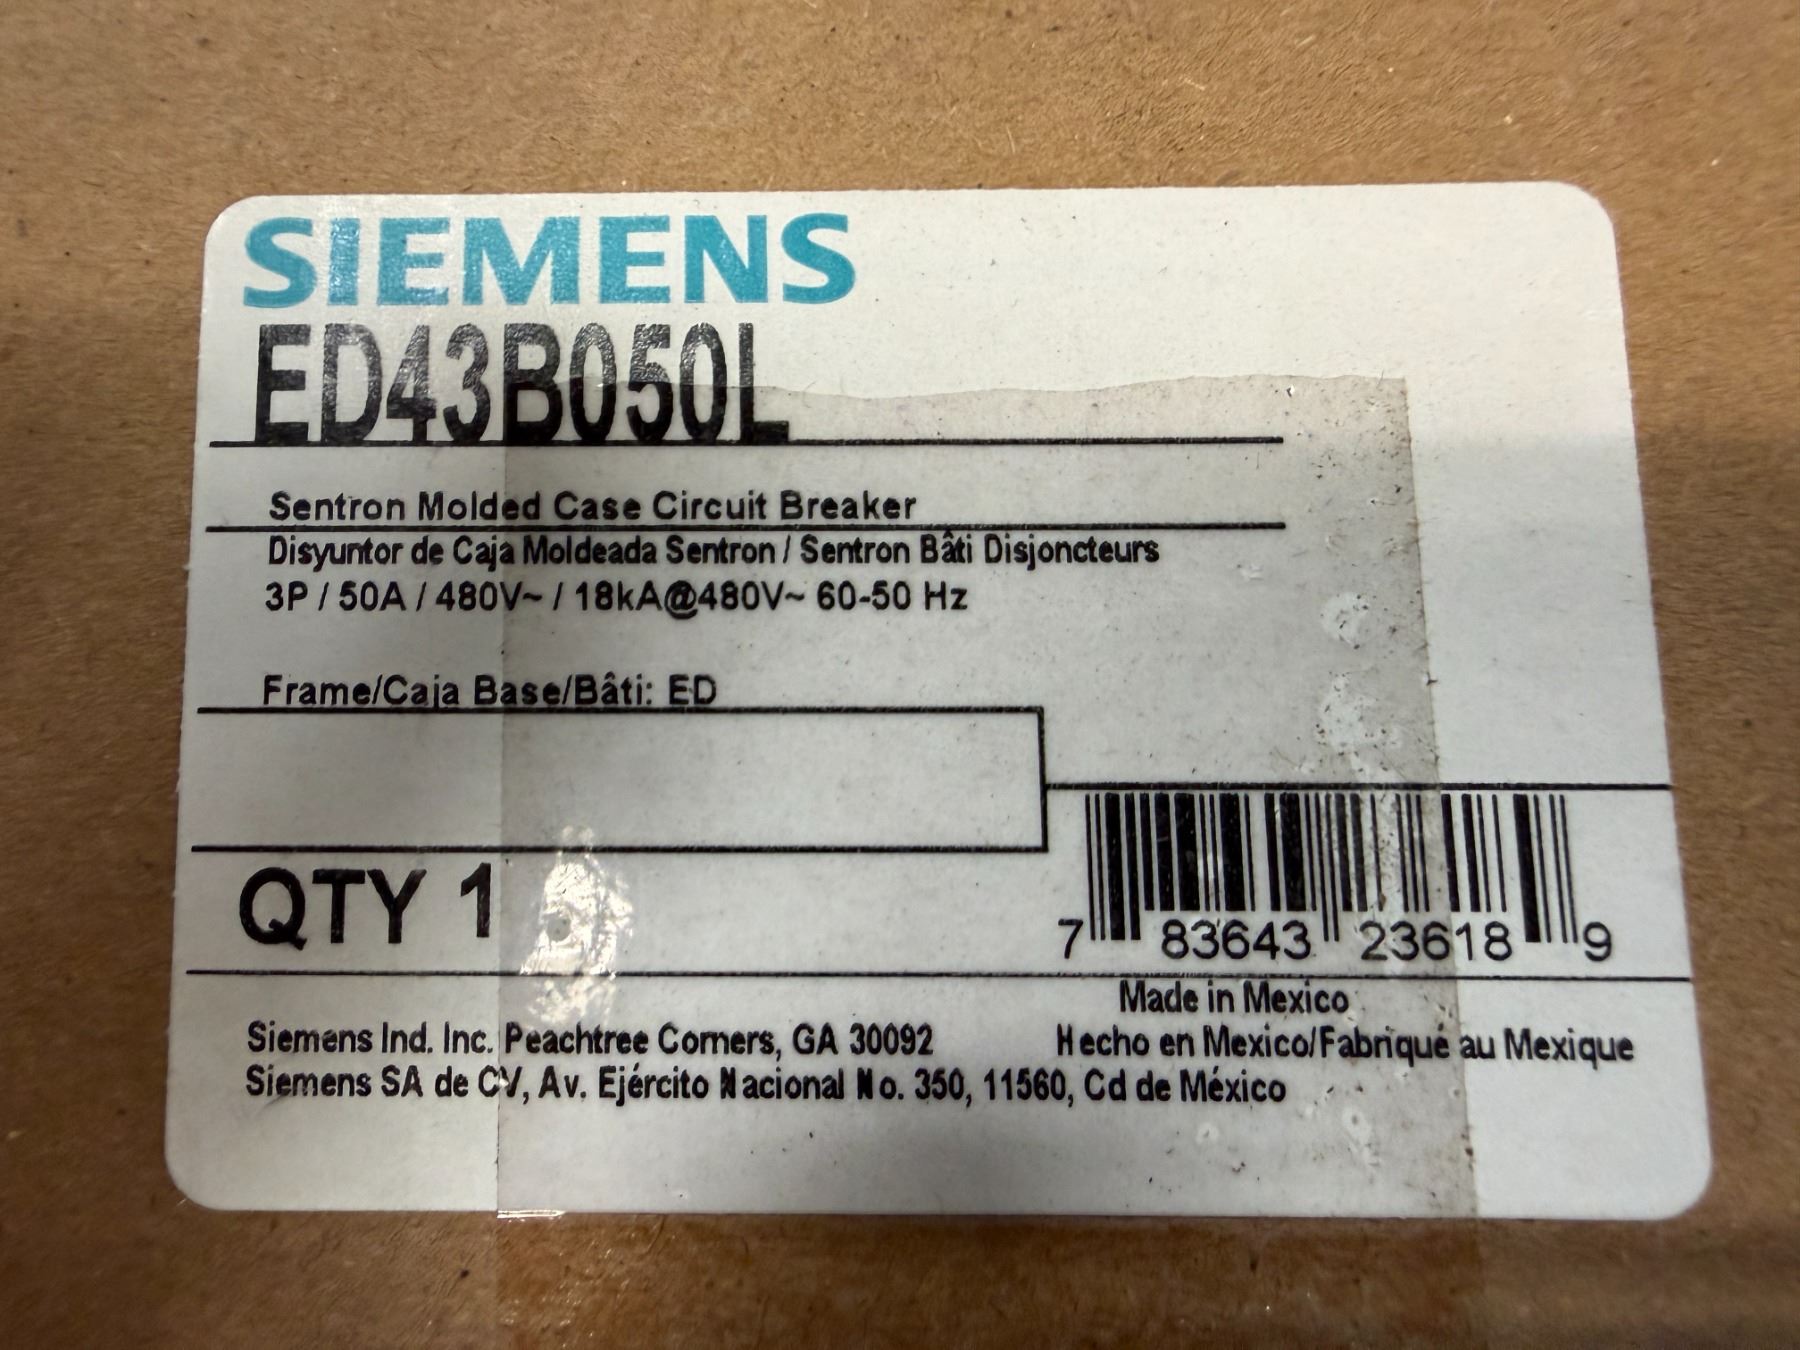 SIEMENS
ED43B050L
Sentron Molded Case Circuit Breaker
Disyuntor de Caja Moldeada Sentron / Sentron Bâti Disjoncteurs
3P / 50A / 480V~ / 18kA@480V~ 60-50 Hz
Frame/Caja Base/Bâti: ED
QTY 1
7 83643 23618 9
Made in Mexico
Siemens Ind. Inc. Peachtree Corners, GA 30092
Hecho en Mexico/Fabriqué au Mexique
Siemens SA de CV, Av. Ejército Nacional No. 350, 11560, Cd de México